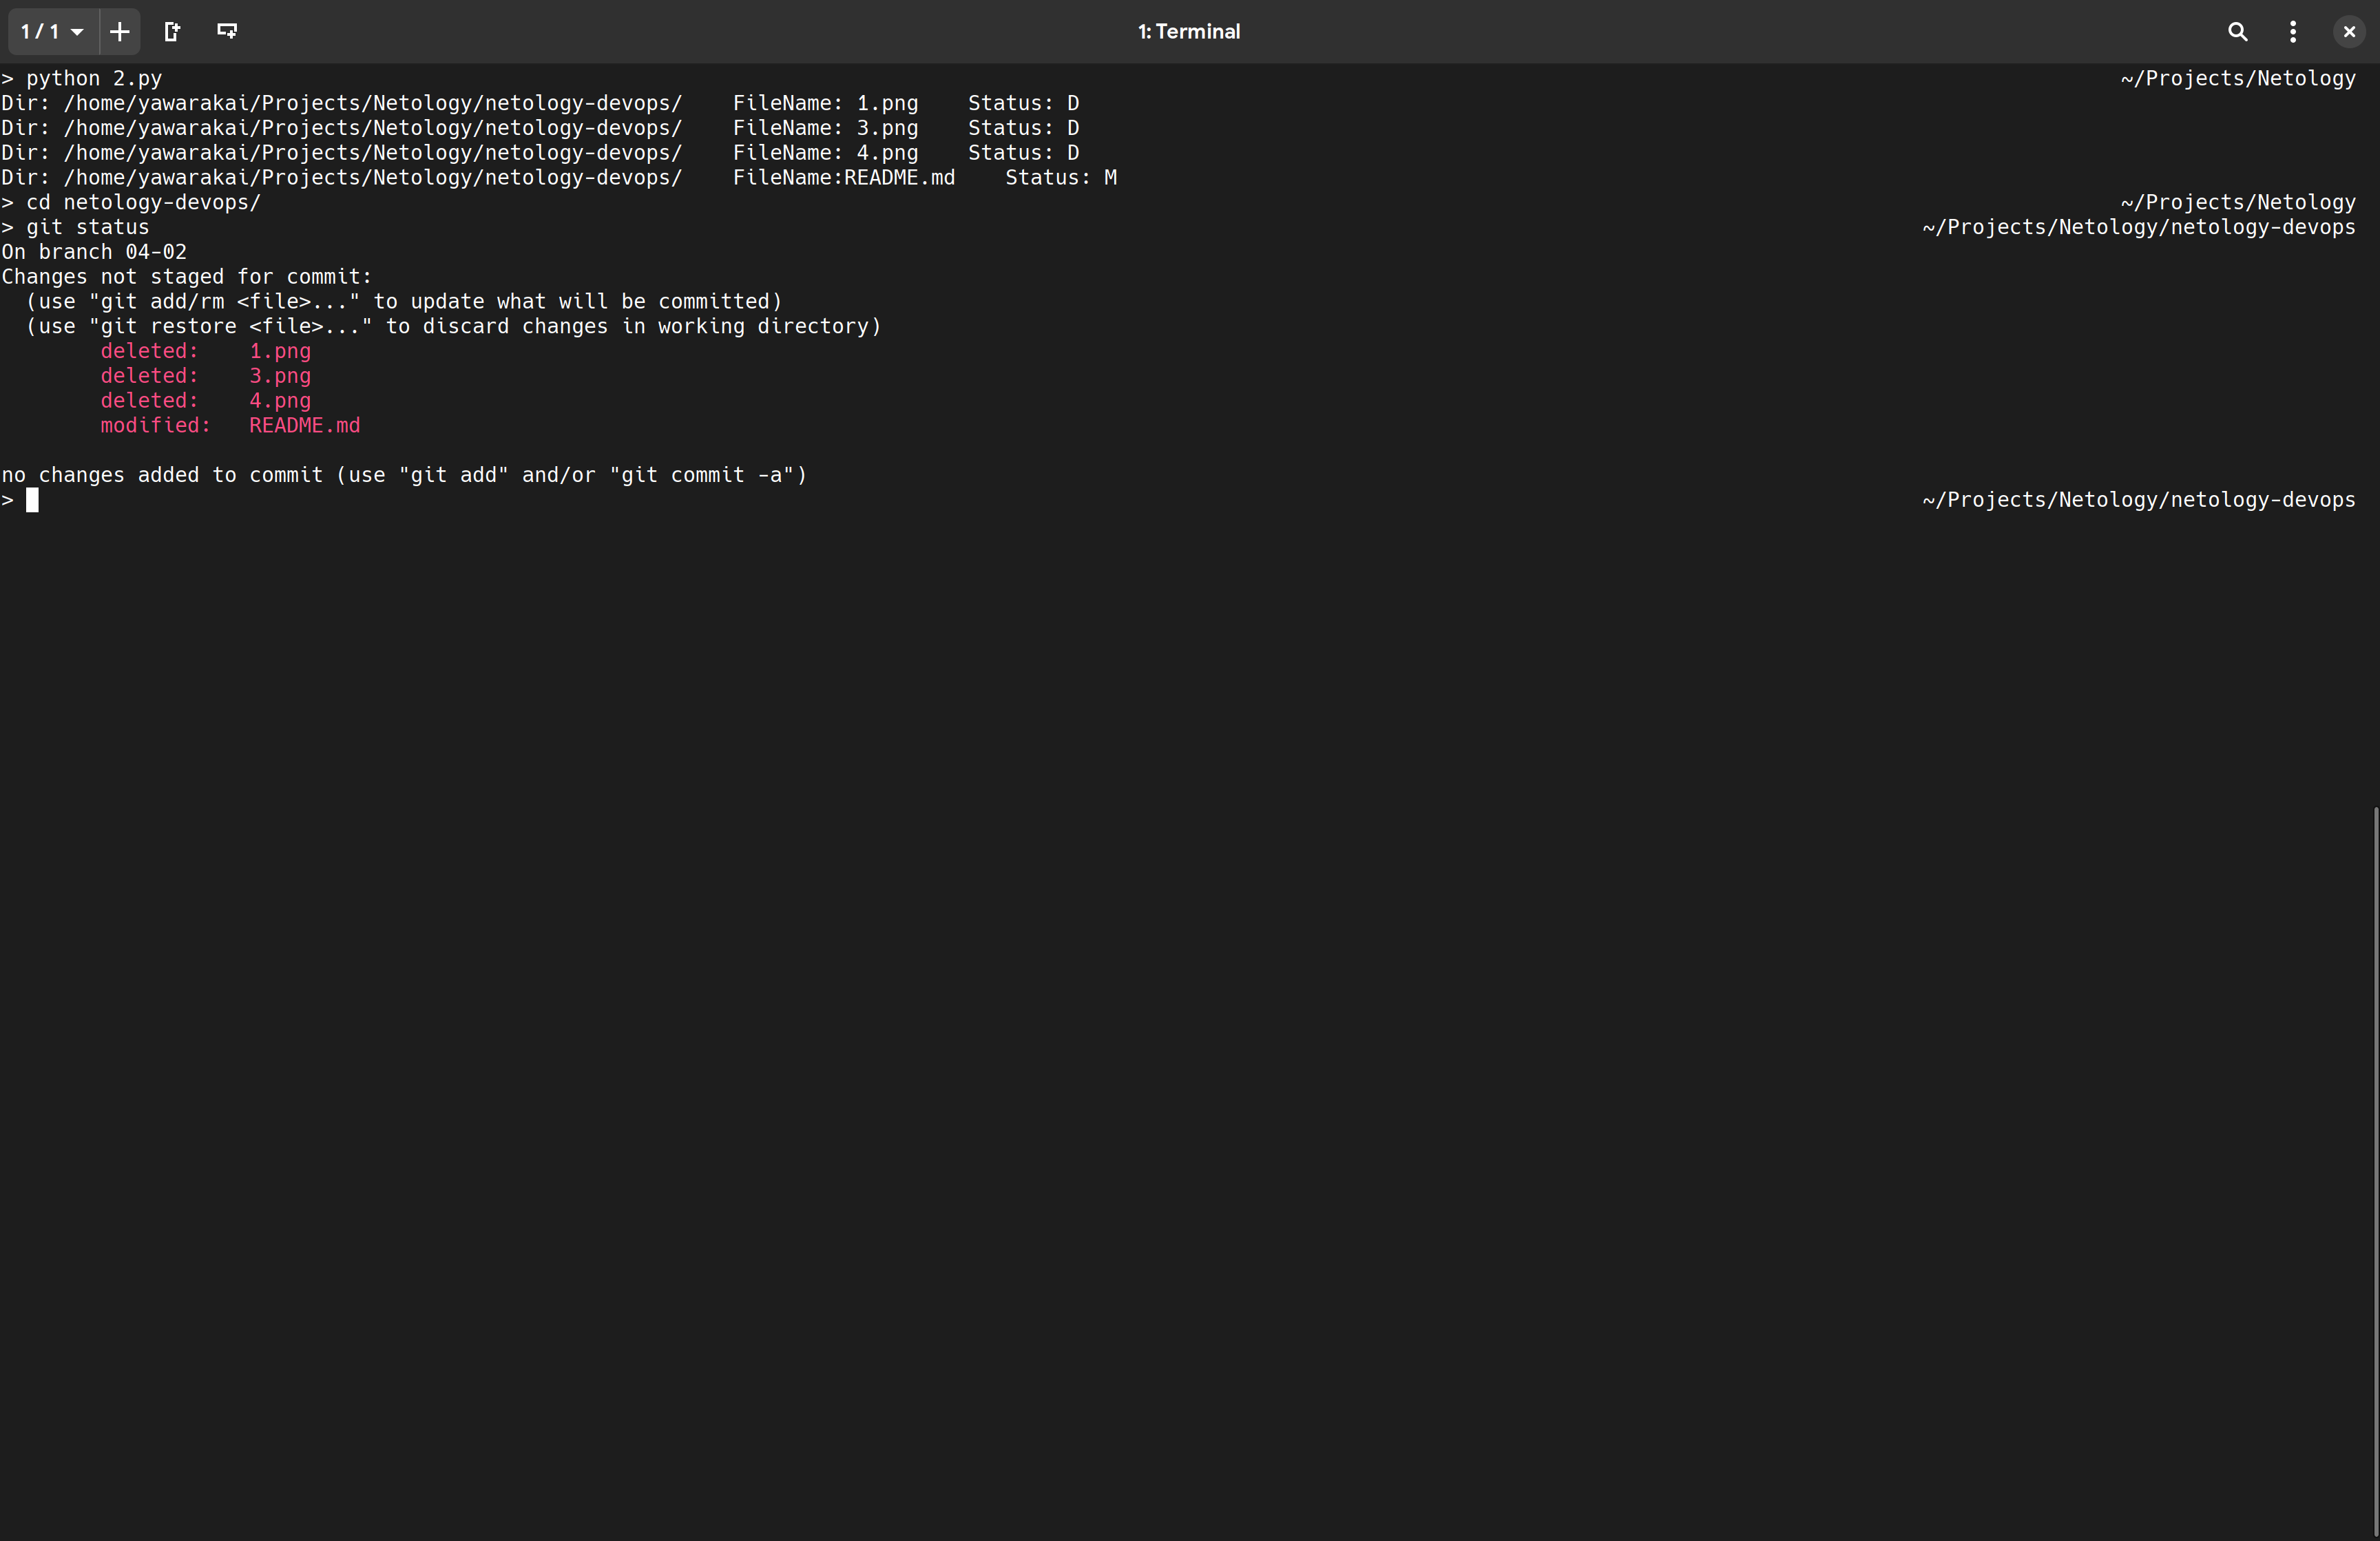 1 / 1
1: Terminal
> python 2.py ~/Projects/Netology
Dir: /home/yawarakai/Projects/Netology/netology-devops/    FileName: 1.png    Status: D
Dir: /home/yawarakai/Projects/Netology/netology-devops/    FileName: 3.png    Status: D
Dir: /home/yawarakai/Projects/Netology/netology-devops/    FileName: 4.png    Status: D
Dir: /home/yawarakai/Projects/Netology/netology-devops/    FileName:README.md    Status: M
> cd netology-devops/ ~/Projects/Netology
> git status ~/Projects/Netology/netology-devops
On branch 04-02
Changes not staged for commit:
  (use "git add/rm <file>..." to update what will be committed)
  (use "git restore <file>..." to discard changes in working directory)
        deleted:    1.png
        deleted:    3.png
        deleted:    4.png
        modified:   README.md
no changes added to commit (use "git add" and/or "git commit -a")
> ~/Projects/Netology/netology-devops